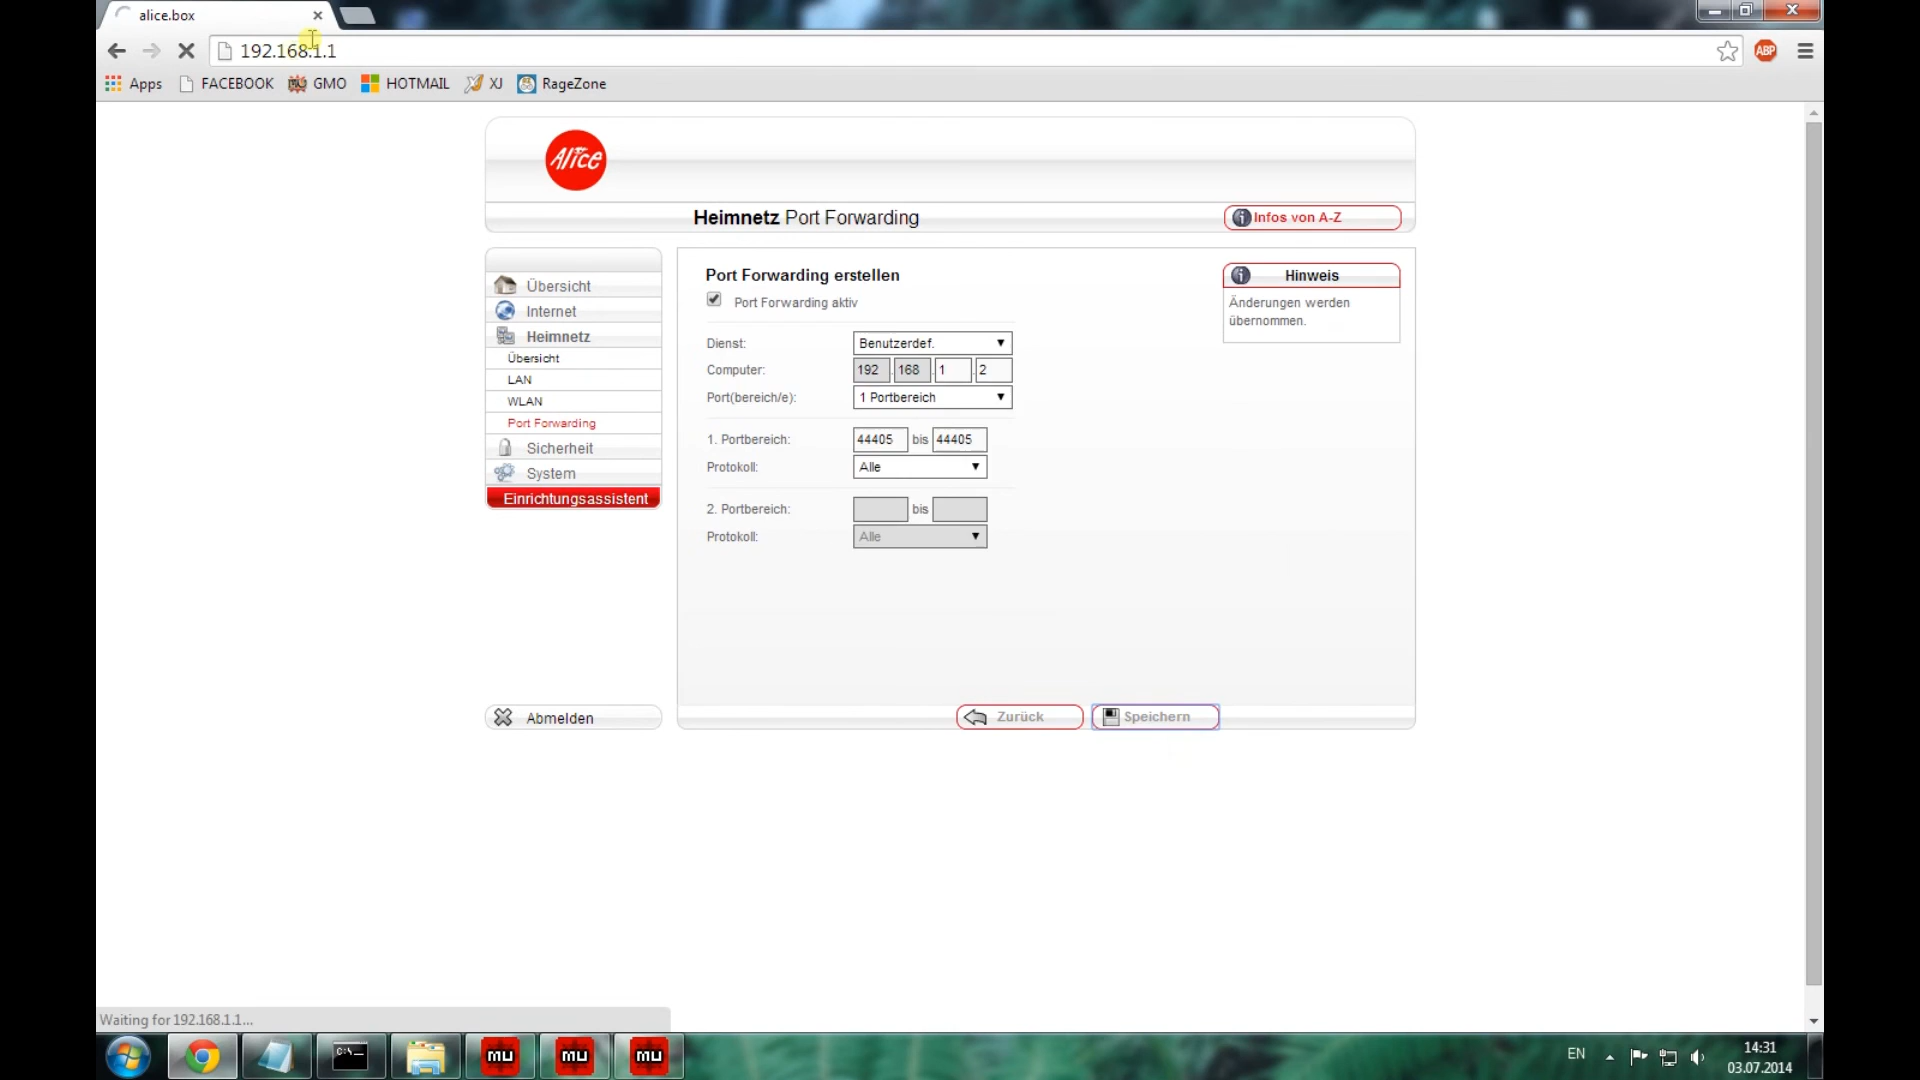 alice.box
192.168.1.1
ABP
Apps FACEBOOK GMO HOTMAIL XJ RageZone
Alice
Heimnetz Port Forwarding
Infos von A-Z
Übersicht
Internet
Heimnetz
Übersicht
LAN
WLAN
Port Forwarding
Sicherheit
System
Einrichtungsassistent
Abmelden
Port Forwarding erstellen
Port Forwarding aktiv
Dienst: Benutzerdef.
Computer: 192 . 168 . 1 . 2
Port(bereich/e): 1 Portbereich
1. Portbereich: 44405 bis 44405
Protokoll: Alle
2. Portbereich: bis
Protokoll: Alle
Zurück Speichern
Hinweis
Änderungen werden
übernommen.
Waiting for 192.168.1.1...
C:\_
MU MU MU
EN
14:31
03.07.2014